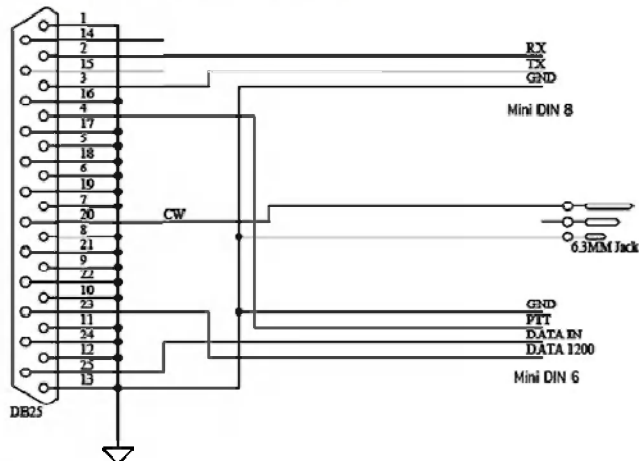 1
14
2
15
3
16
4
17
5
18
6
19
7
20
8
21
9
22
10
23
11
24
12
25
13
DB25
CW
RX
TX
GND
Mini DIN 8
6.3MM Jack
GND
PTT
DATA IN
DATA 1200
Mini DIN 6